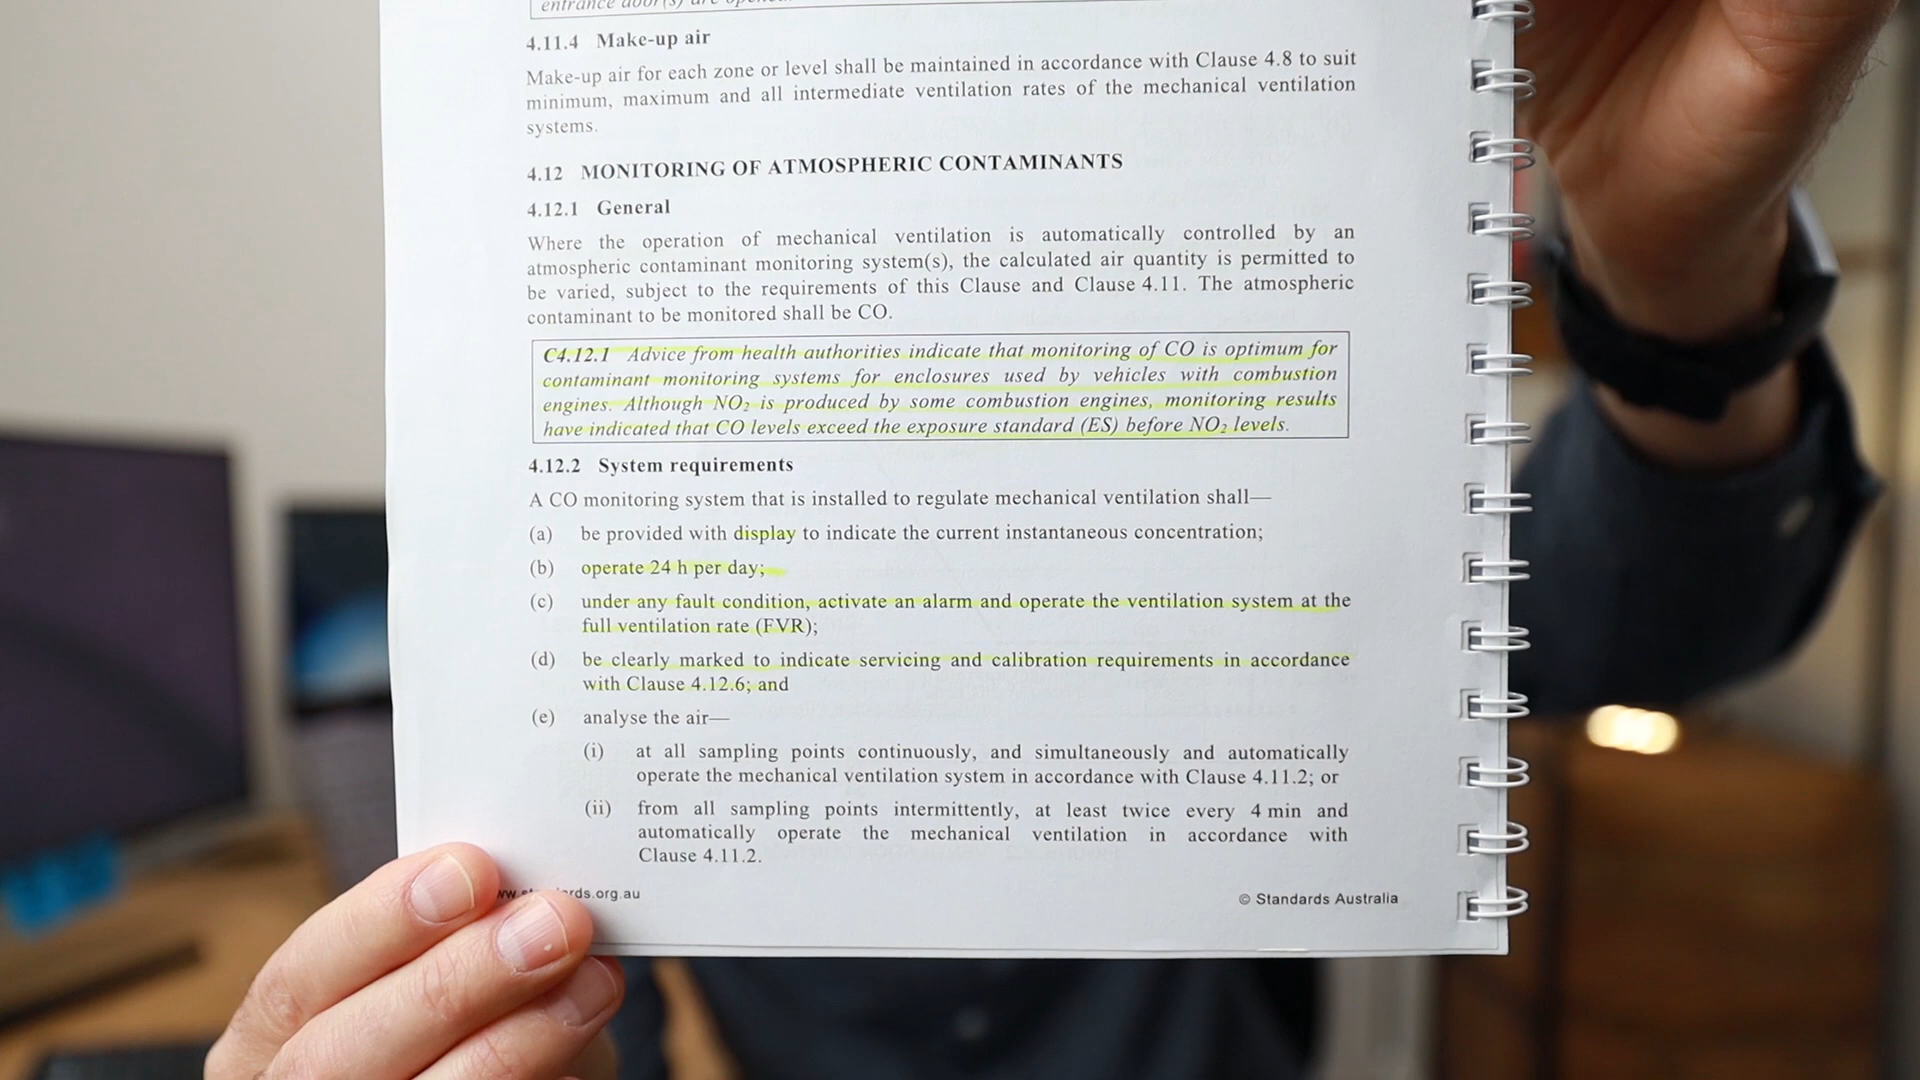 entrance door(s) are
4.11.4 Make-up air
Make-up air for each zone or level shall be maintained in accordance with Clause 4.8 to suit
minimum, maximum and all intermediate ventilation rates of the mechanical ventilation
systems.
4.12 MONITORING OF ATMOSPHERIC CONTAMINANTS
4.12.1 General
Where the operation of mechanical ventilation is automatically controlled by an
atmospheric contaminant monitoring system(s), the calculated air quantity is permitted to
be varied, subject to the requirements of this Clause and Clause 4.11. The atmospheric
contaminant to be monitored shall be CO.
C4.12.1 Advice from health authorities indicate that monitoring of CO is optimum for
contaminant monitoring systems for enclosures used by vehicles with combustion
engines. Although NO₂ is produced by some combustion engines, monitoring results
have indicated that CO levels exceed the exposure standard (ES) before NO₂ levels.
4.12.2 System requirements
A CO monitoring system that is installed to regulate mechanical ventilation shall—
(a) be provided with display to indicate the current instantaneous concentration;
(b) operate 24 h per day;
(c) under any fault condition, activate an alarm and operate the ventilation system at the
full ventilation rate (FVR);
(d) be clearly marked to indicate servicing and calibration requirements in accordance
with Clause 4.12.6; and
(e) analyse the air—
(i) at all sampling points continuously, and simultaneously and automatically
operate the mechanical ventilation system in accordance with Clause 4.11.2; or
(ii) from all sampling points intermittently, at least twice every 4 min and
automatically operate the mechanical ventilation in accordance with
Clause 4.11.2.
© Standards Australia